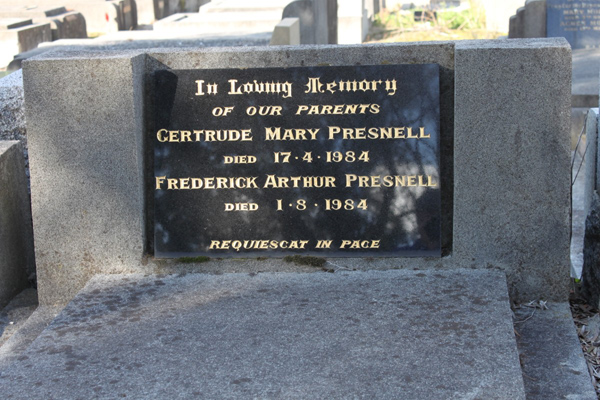 In Loving Memory
OF OUR PARENTS
GERTRUDE MARY PRESNELL
DIED 17·4·1984
FREDERICK ARTHUR PRESNELL
DIED 1·8·1984
REQUIESCAT IN PACE